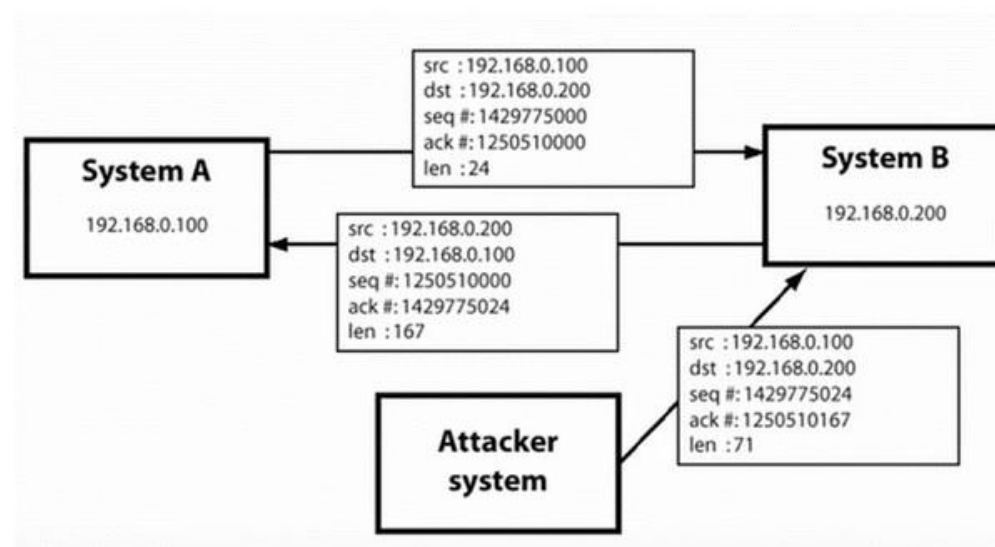 System A
192.168.0.100
src :192.168.0.100
dst :192.168.0.200
seq #:1429775000
ack #:1250510000
len :24
System B
192.168.0.200
src :192.168.0.200
dst :192.168.0.100
seq #:1250510000
ack #:1429775024
len :167
Attacker
system
src :192.168.0.100
dst :192.168.0.200
seq #:1429775024
ack #:1250510167
len :71